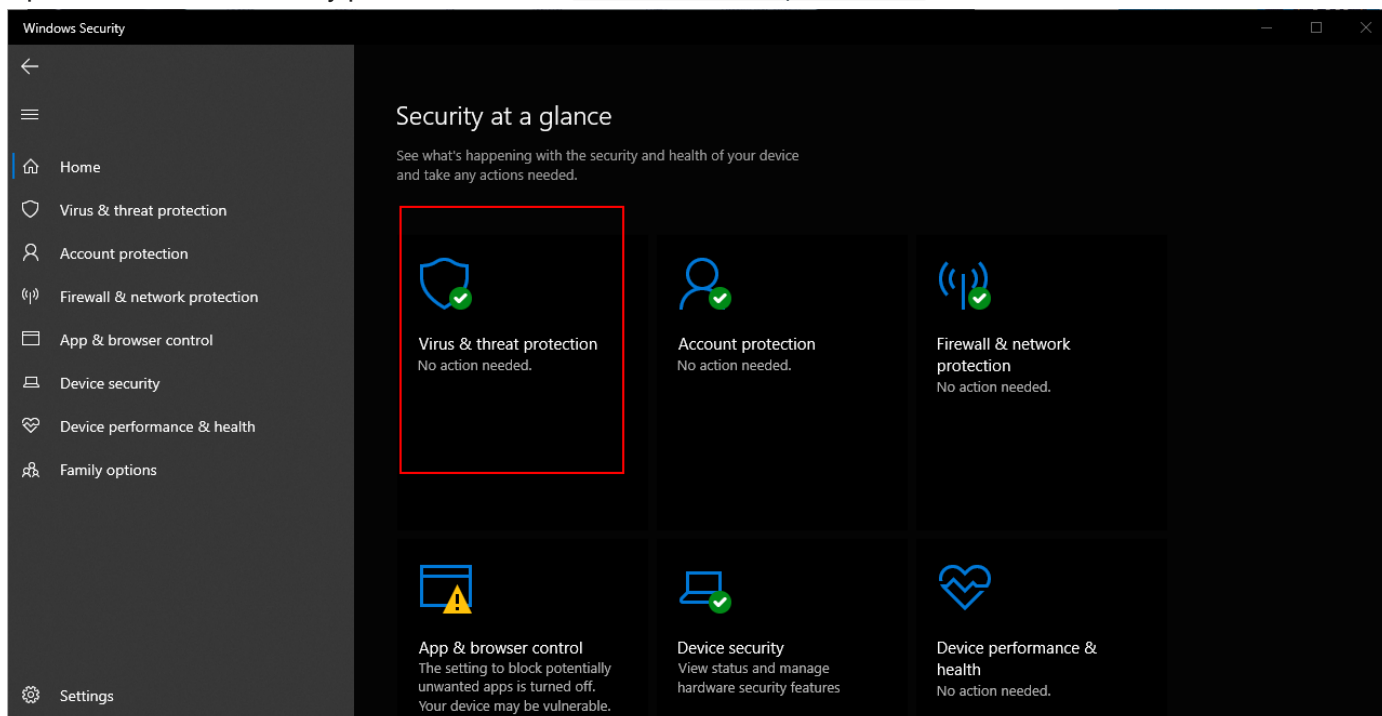 Windows Security
Home
Virus & threat protection
Account protection
Firewall & network protection
App & browser control
Device security
Device performance & health
Family options
Settings
Security at a glance
See what's happening with the security and health of your device
and take any actions needed.
Virus & threat protection
No action needed.
Account protection
No action needed.
Firewall & network
protection
No action needed.
App & browser control
The setting to block potentially
unwanted apps is turned off.
Your device may be vulnerable.
Device security
View status and manage
hardware security features
Device performance &
health
No action needed.